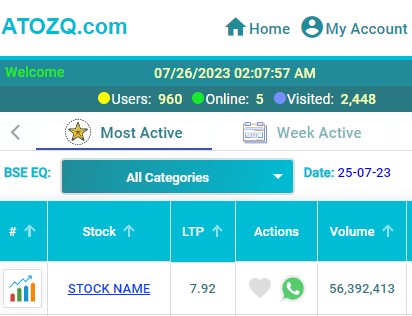 ATOZQ.com Home My Account
Welcome 07/26/2023 02:07:57 AM
Users: 960 Online: 5 Visited: 2,448
Most Active Week Active
BSE EQ: All Categories Date: 25-07-23
# Stock LTP Actions Volume
STOCK NAME 7.92 56,392,413